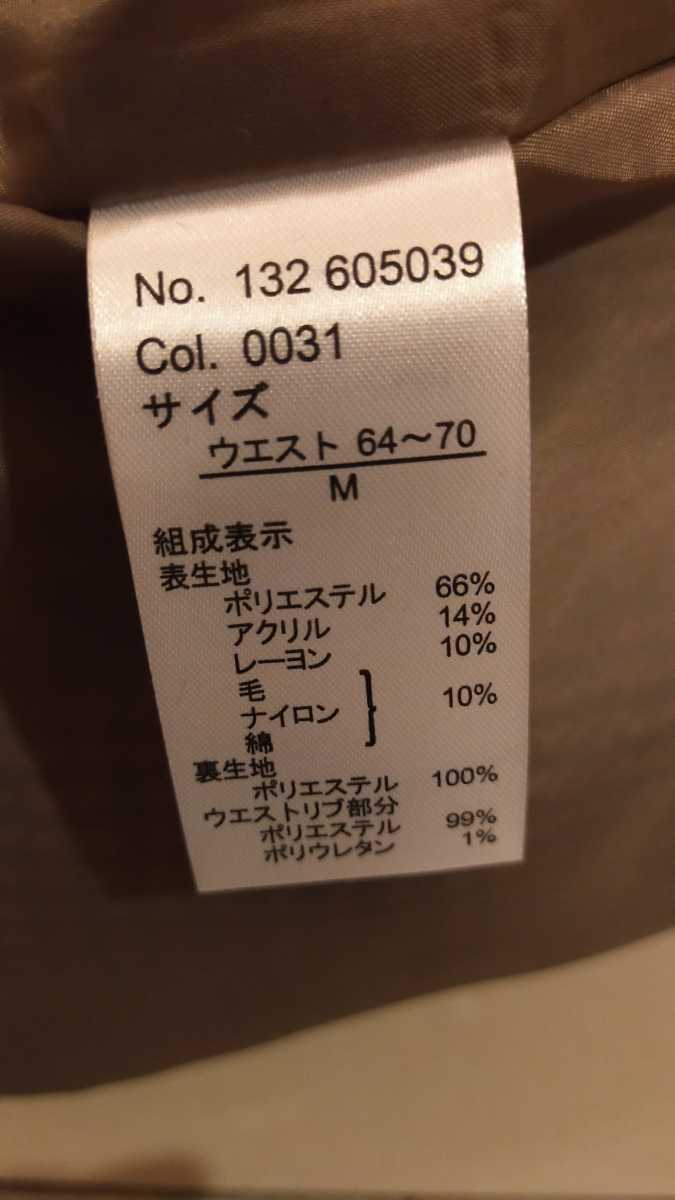 No. 132 605039
Col. 0031
サイズ
ウエスト 64～70
M
組成表示
表生地
ポリエステル 66%
アクリル 14%
レーヨン 10%
毛
ナイロン } 10%
綿
裏生地
ポリエステル 100%
ウエストリブ部分
ポリエステル 99%
ポリウレタン 1%